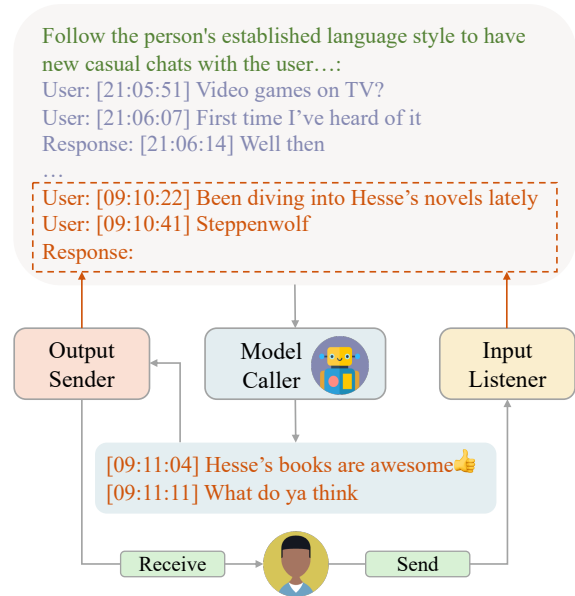 Follow the person's established language style to have
new casual chats with the user…:
User: [21:05:51] Video games on TV?
User: [21:06:07] First time I’ve heard of it
Response: [21:06:14] Well then
…
User: [09:10:22] Been diving into Hesse’s novels lately
User: [09:10:41] Steppenwolf
Response:
Output
Sender
Model
Caller
Input
Listener
[09:11:04] Hesse’s books are awesome👍
[09:11:11] What do ya think
Receive
Send